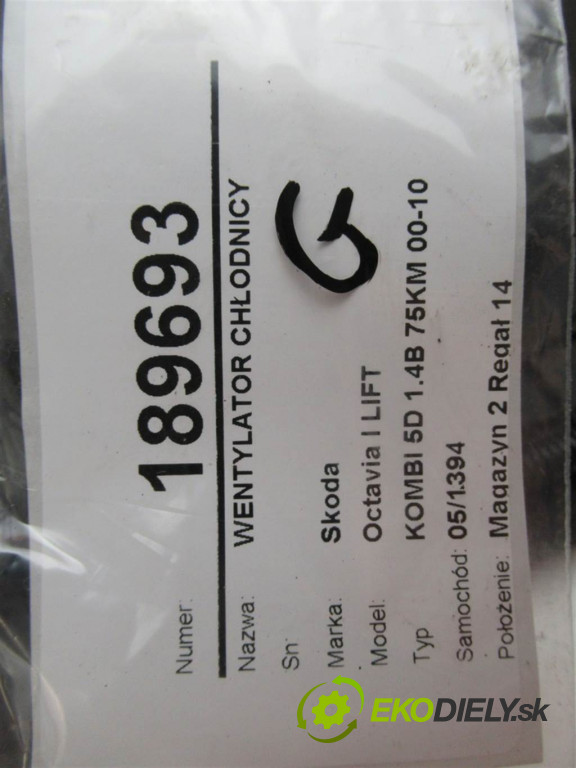 Numer: 189693
Nazwa: WENTYLATOR CHŁODNICY
Sn: G
Marka: Skoda
Model: Octavia I LIFT
Typ KOMBI 5D 1.4B 75KM 00-10
Samochód: 05/1394
Położenie: Magazyn 2 Regał 14
EKODIELY.sk